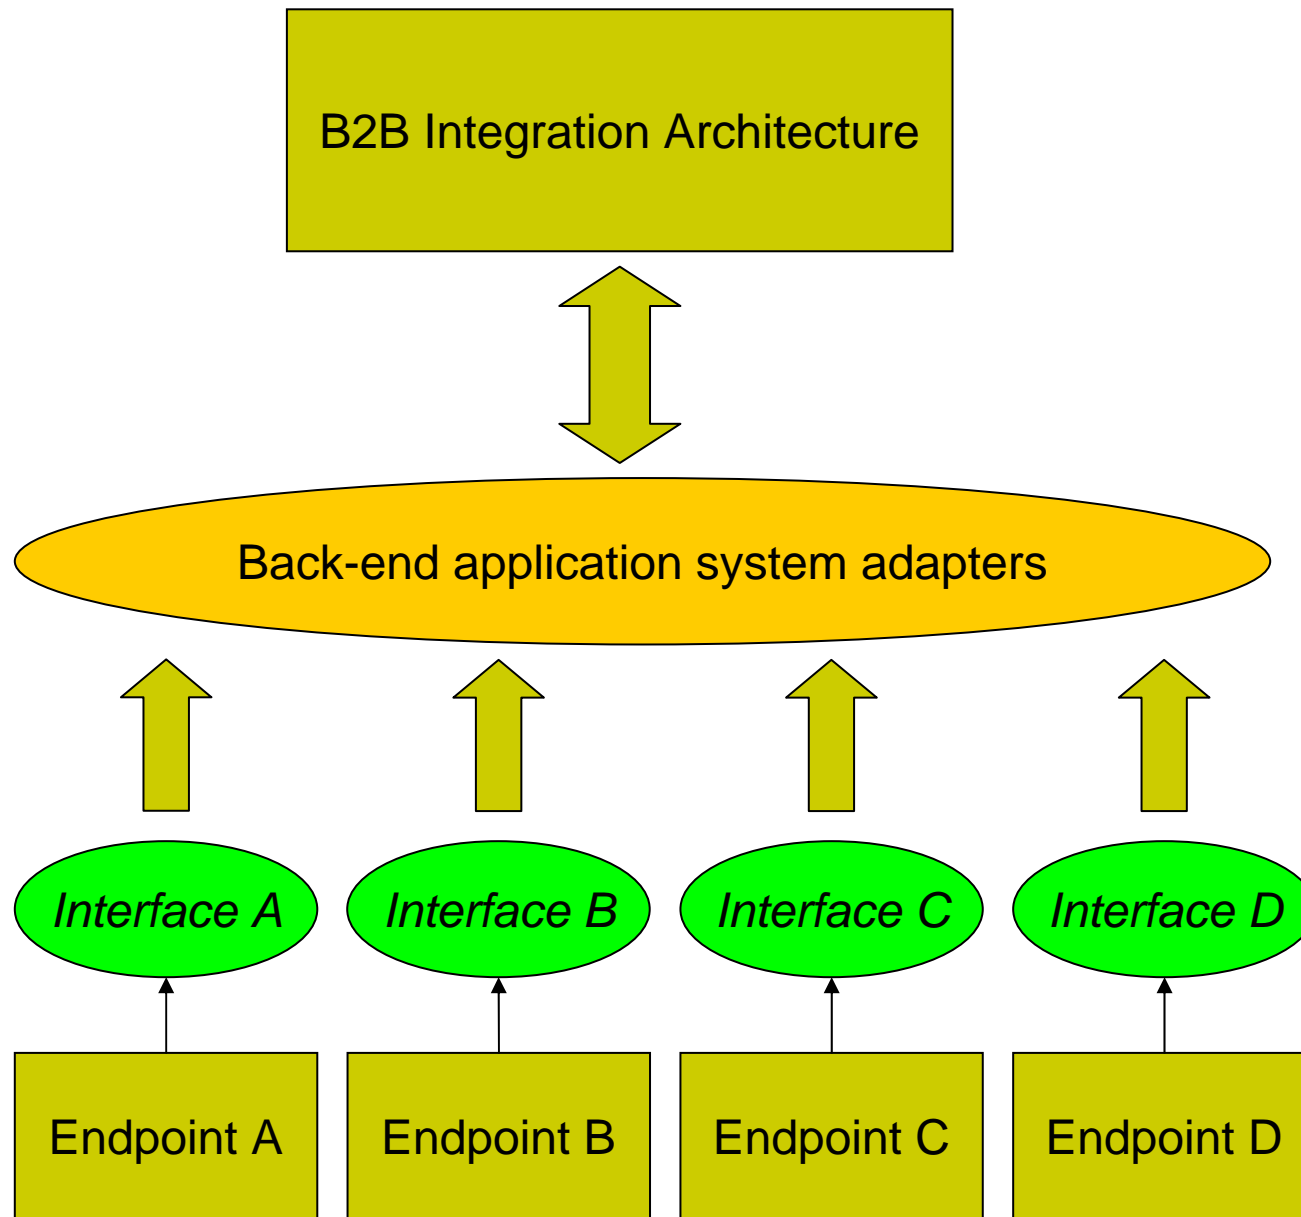 B2B Integration Architecture
Back-end application system adapters
Interface A
Interface B
Interface C
Interface D
Endpoint A
Endpoint B
Endpoint C
Endpoint D